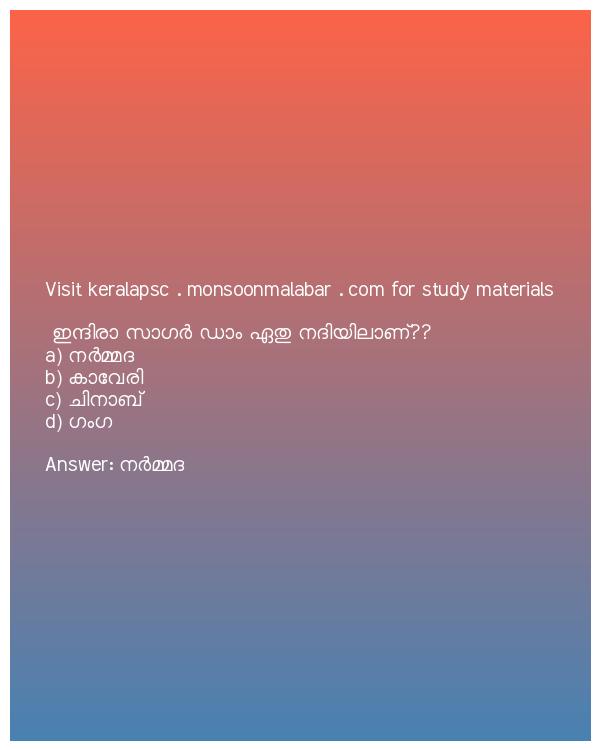 Visit keralapsc . monsoonmalabar . com for study materials
ഇന്ദിരാ സാഗർ ഡാം ഏതു നദിയിലാണ്??
a) നർമ്മദ
b) കാവേരി
c) ചിനാബ്
d) ഗംഗ
Answer: നർമ്മദ